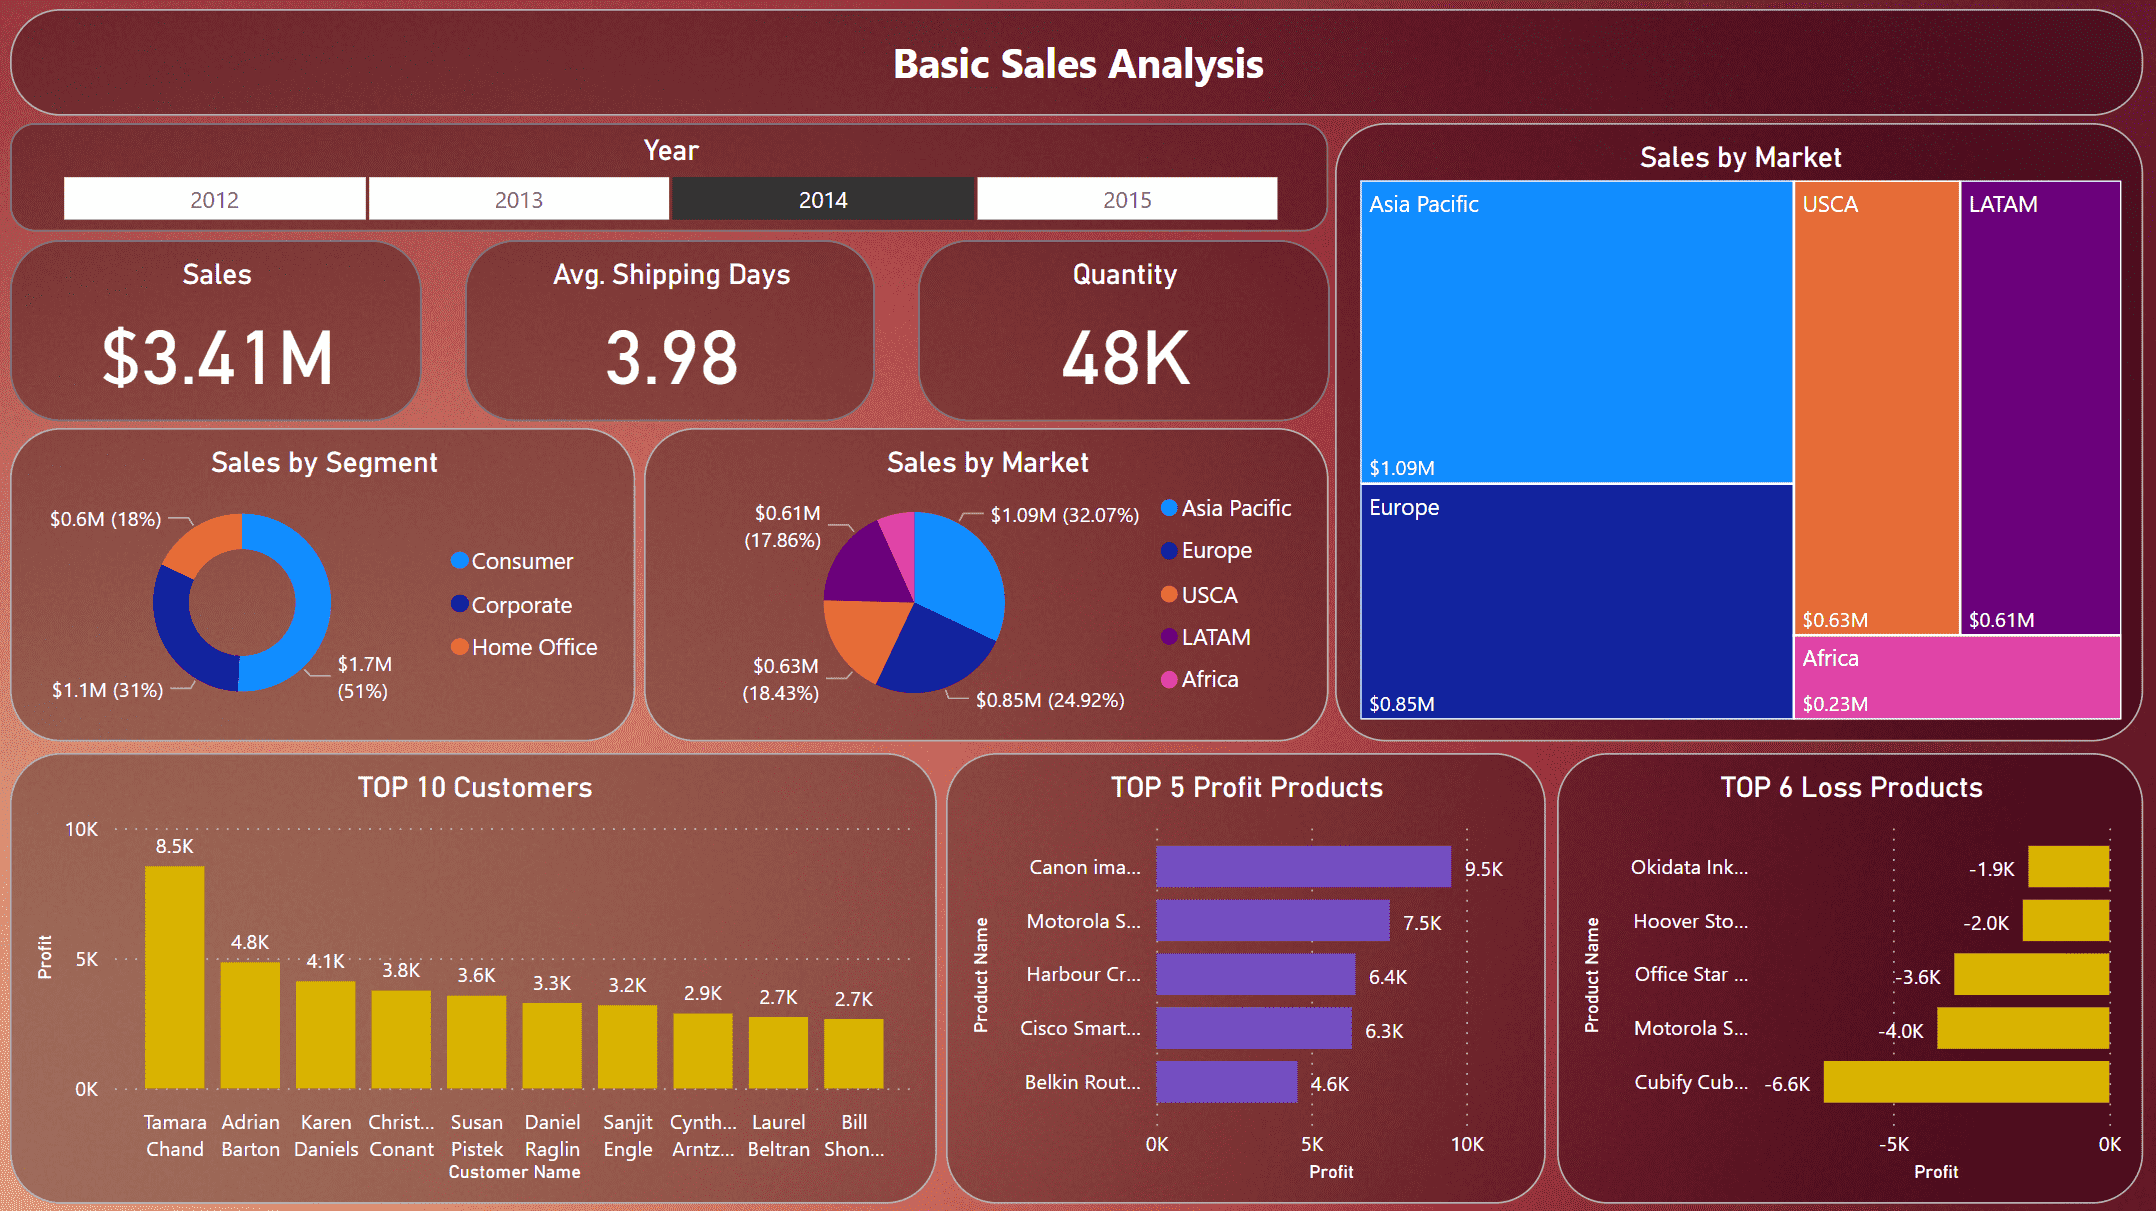 Basic Sales Analysis
Year
2012
2013
2014
2015
Sales
$3.41M
Avg. Shipping Days
3.98
Quantity
48K
Sales by Market
Asia Pacific
$1.09M
Europe
$0.85M
USCA
$0.63M
LATAM
$0.61M
Africa
$0.23M
Sales by Segment
$0.6M (18%)
$1.1M (31%)
$1.7M
(51%)
Consumer
Corporate
Home Office
Sales by Market
$0.61M
(17.86%)
$1.09M (32.07%)
$0.63M
(18.43%)
$0.85M (24.92%)
Asia Pacific
Europe
USCA
LATAM
Africa
TOP 10 Customers
Profit
10K
5K
0K
8.5K
4.8K
4.1K
3.8K
3.6K
3.3K
3.2K
2.9K
2.7K
2.7K
Tamara
Chand
Adrian
Barton
Karen
Daniels
Christ...
Conant
Susan
Pistek
Daniel
Raglin
Sanjit
Engle
Cynth...
Arntz...
Laurel
Beltran
Bill
Shon...
Customer Name
TOP 5 Profit Products
Product Name
Canon ima...
9.5K
Motorola S...
7.5K
Harbour Cr...
6.4K
Cisco Smart...
6.3K
Belkin Rout...
4.6K
0K
5K
10K
Profit
TOP 6 Loss Products
Product Name
Okidata Ink...
-1.9K
Hoover Sto...
-2.0K
Office Star ...
-3.6K
Motorola S...
-4.0K
Cubify Cub...
-6.6K
-5K
0K
Profit